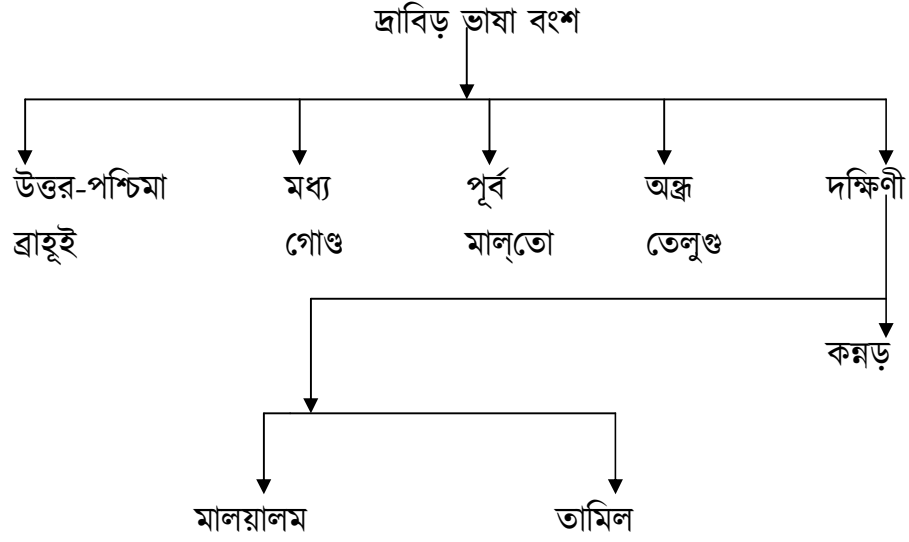 দ্রাবিড় ভাষা বংশ
উত্তর-পশ্চিমা মধ্য পূর্ব অন্ধ্র দক্ষিণী
ব্রাহূই গোণ্ড মাল্‌তো তেলুগু
কন্নড়
মালয়ালম তামিল